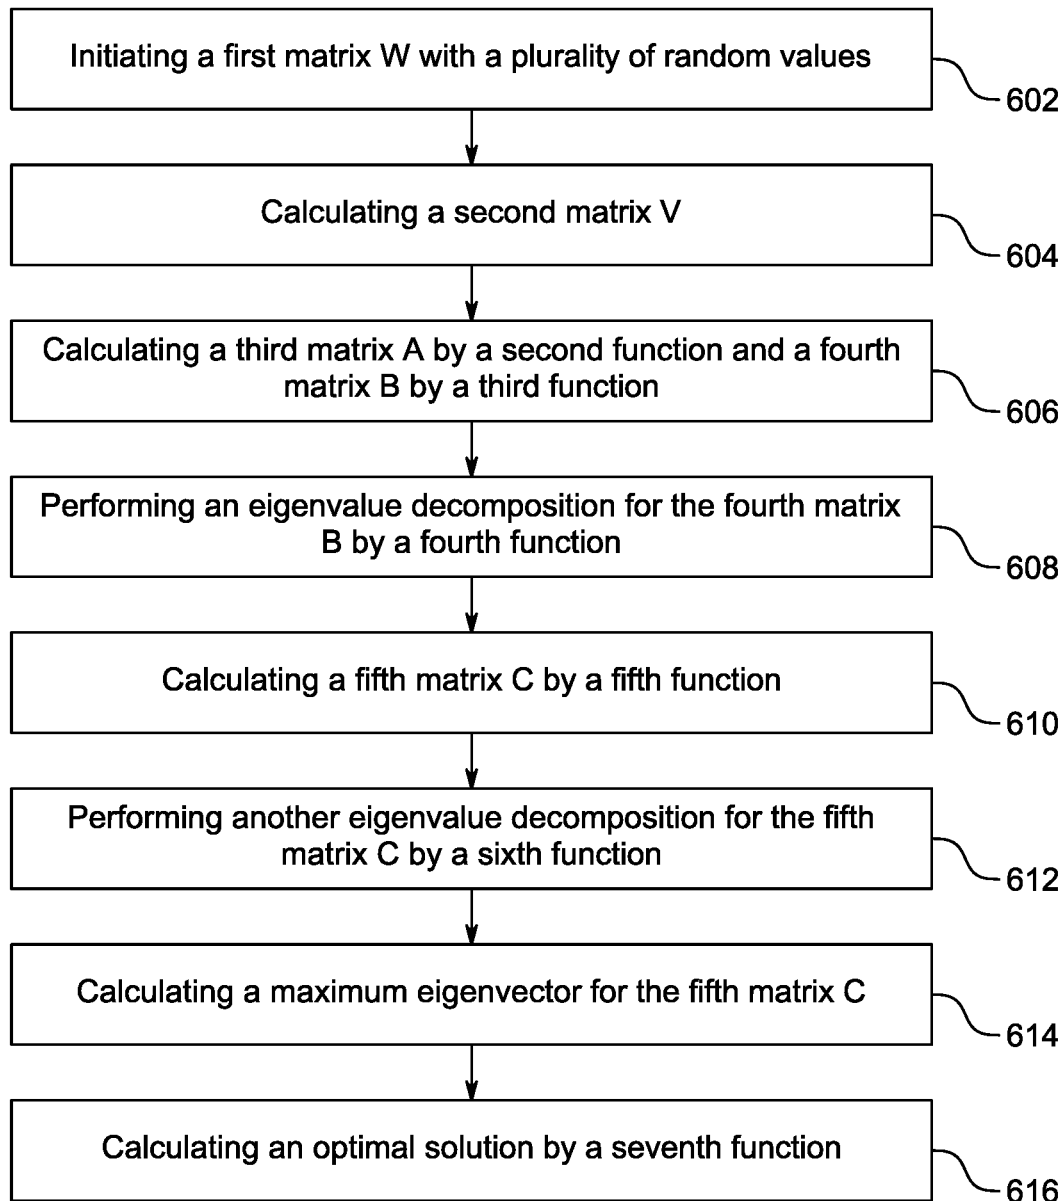 Initiating a first matrix W with a plurality of random values
602
Calculating a second matrix V
604
Calculating a third matrix A by a second function and a fourth
matrix B by a third function
606
Performing an eigenvalue decomposition for the fourth matrix
B by a fourth function
608
Calculating a fifth matrix C by a fifth function
610
Performing another eigenvalue decomposition for the fifth
matrix C by a sixth function
612
Calculating a maximum eigenvector for the fifth matrix C
614
Calculating an optimal solution by a seventh function
616